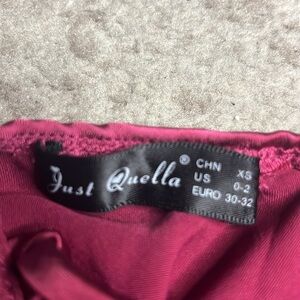 Just Quella®
CHN XS
US 0-2
EURO 30-32